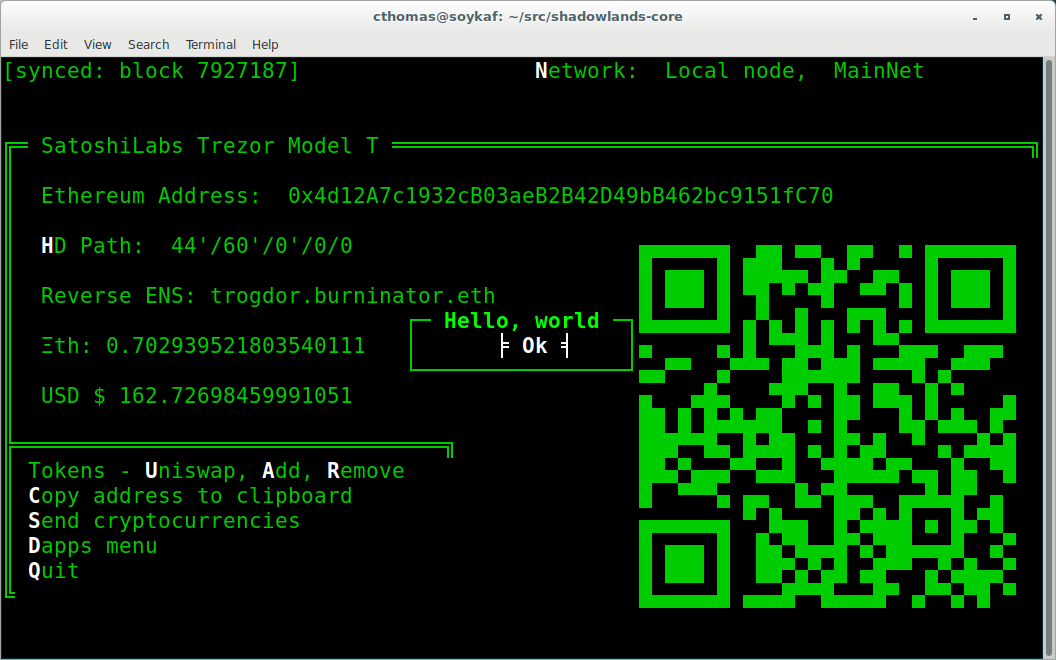 cthomas@soykaf: ~/src/shadowlands-core
File Edit View Search Terminal Help
[synced: block 7927187] Network: Local node, MainNet
SatoshiLabs Trezor Model T
Ethereum Address: 0x4d12A7c1932cB03aeB2B42D49bB462bc9151fC70
HD Path: 44'/60'/0'/0/0
Reverse ENS: trogdor.burninator.eth
Hello, world
Ξth: 0.702939521803540111
Ok
USD $ 162.72698459991051
Tokens - Uniswap, Add, Remove
Copy address to clipboard
Send cryptocurrencies
Dapps menu
Quit